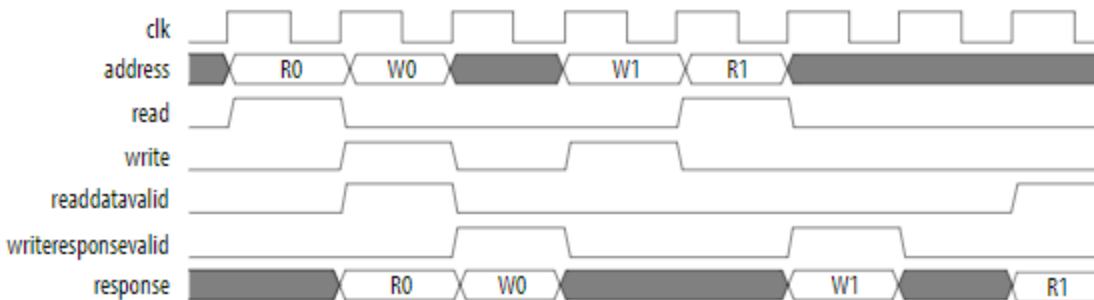 clk
address R0 W0 W1 R1
read
write
readdatavalid
writeresponsevalid
response R0 W0 W1 R1